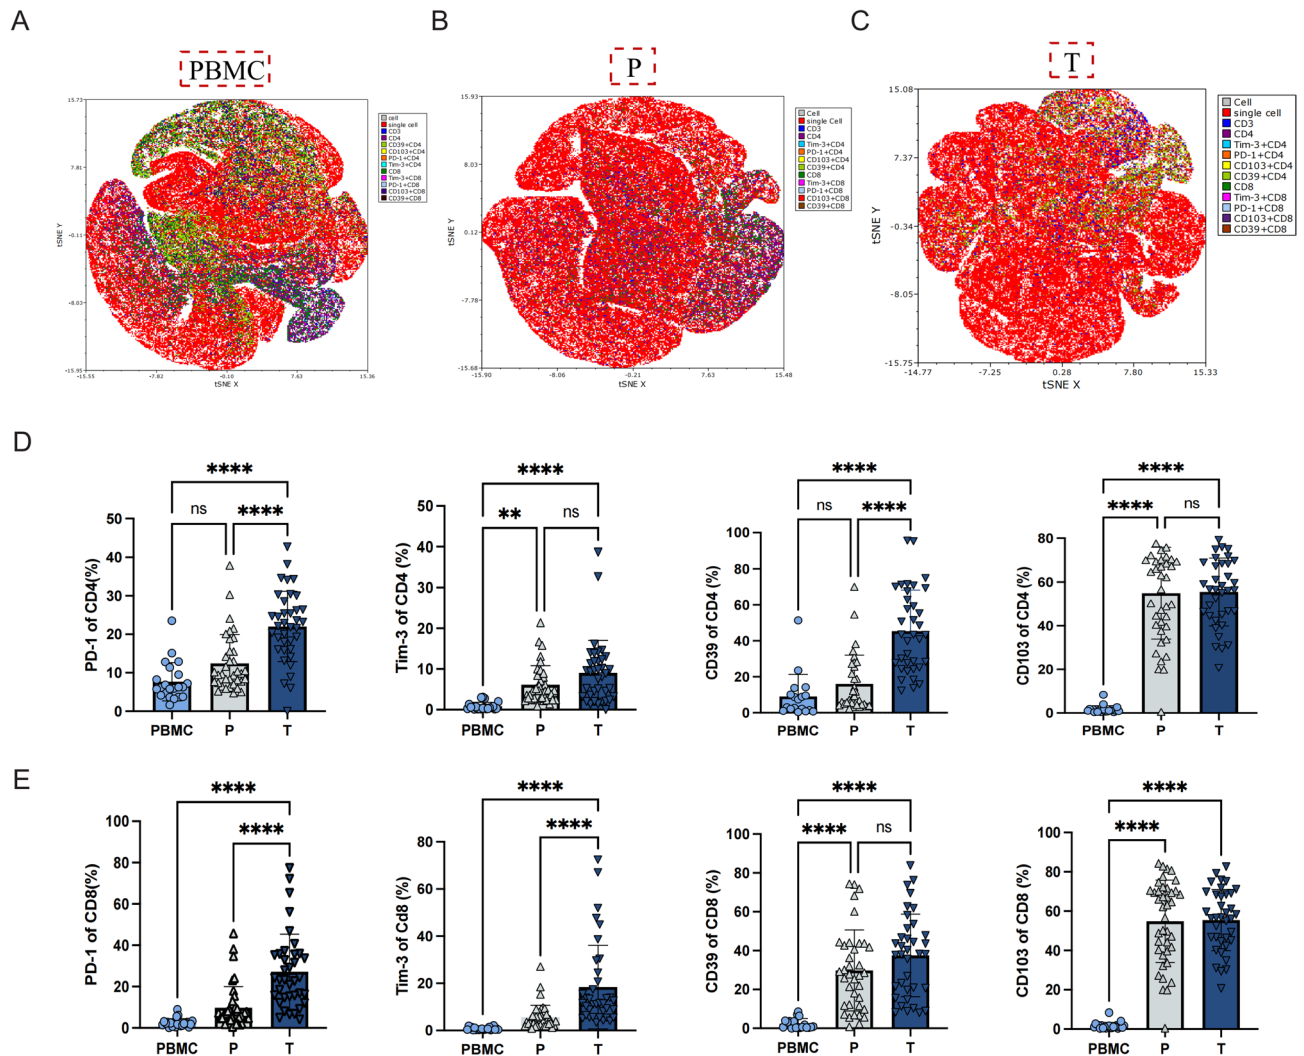 A
B
C
PBMC
P
T
15.73
7.81
-0.11
-8.03
-15.95
-15.55
-7.82
-0.10
7.63
15.36
tSNE Y
tSNE X
cell
single cell
CD3
CD4
CD39+CD4
CD103+CD4
PD-1+CD4
Tim-3+CD4
CD8
Tim-3+CD8
PD-1+CD8
CD103+CD8
CD39+CD8
15.93
8.03
0.12
-7.78
-15.68
-15.90
-8.06
-0.21
7.63
15.48
tSNE Y
tSNE X
Cell
single Cell
CD3
CD4
Tim-3+CD4
PD-1+CD4
CD103+CD4
CD39+CD4
CD8
Tim-3+CD8
PD-1+CD8
CD103+CD8
CD39+CD8
15.08
7.37
-0.34
-8.05
-15.75
-14.77
-7.25
0.28
7.80
15.33
tSNE Y
tSNE X
Cell
single cell
CD3
CD4
Tim-3+CD4
PD-1+CD4
CD103+CD4
CD39+CD4
CD8
Tim-3+CD8
PD-1+CD8
CD103+CD8
CD39+CD8
D
****
ns
****
PD-1 of CD4(%)
50
40
30
20
10
0
PBMC P T
****
**
ns
Tim-3 of CD4 (%)
50
40
30
20
10
0
PBMC P T
****
ns
****
CD39 of CD4 (%)
100
80
60
40
20
0
PBMC P T
****
****
ns
CD103 of CD4 (%)
80
60
40
20
0
PBMC P T
E
****
****
PD-1 of CD8(%)
100
80
60
40
20
0
PBMC P T
****
****
Tim-3 of Cd8 (%)
80
60
40
20
0
PBMC P T
****
****
ns
CD39 of CD8 (%)
100
80
60
40
20
0
PBMC P T
****
****
CD103 of CD8 (%)
100
80
60
40
20
0
PBMC P T